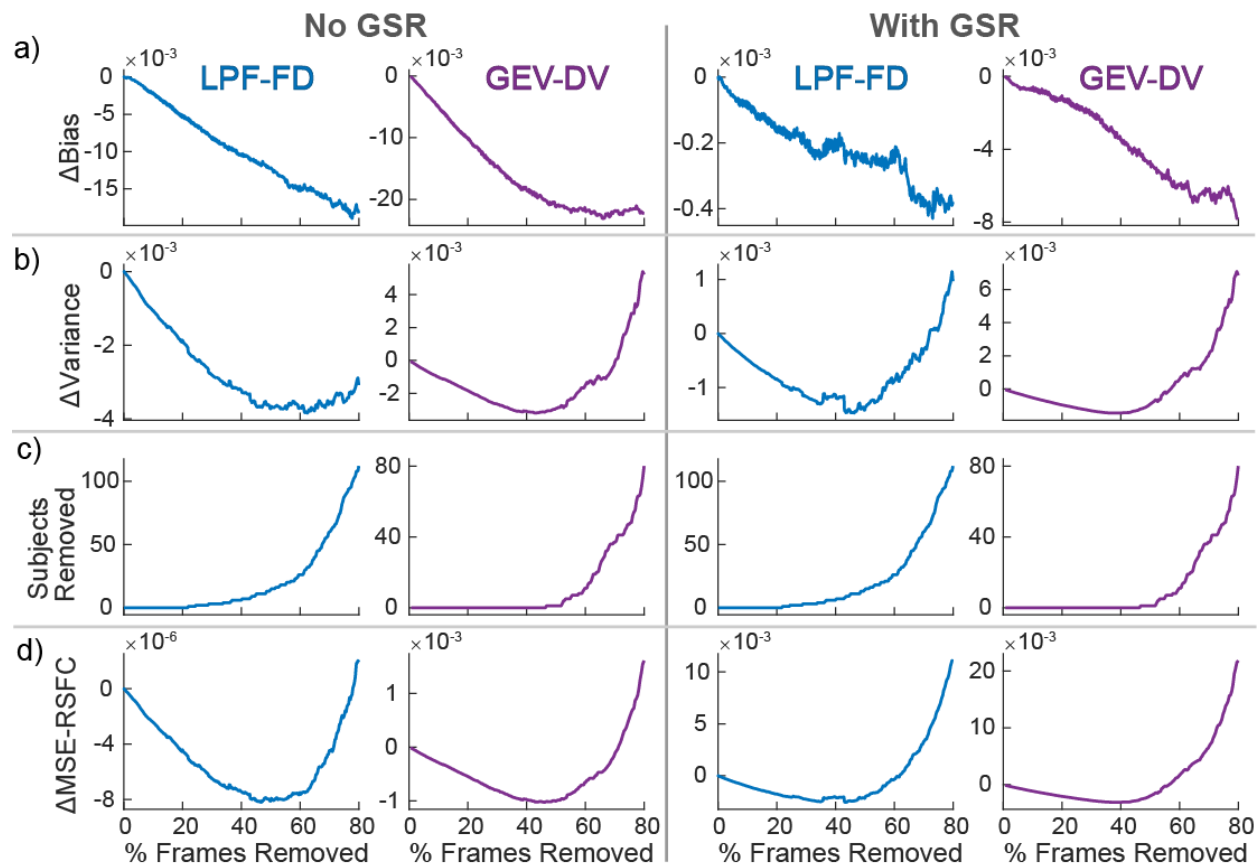 No GSR With GSR
a)
×10⁻³ ×10⁻³ ×10⁻³ ×10⁻³
LPF-FD GEV-DV LPF-FD GEV-DV
ΔBias
0 -5 -10 -15
0 -10 -20
0 -0.2 -0.4
0 -4 -8
b)
×10⁻³ ×10⁻³ ×10⁻³ ×10⁻³
ΔVariance
0 -2 -4
4 2 0 -2
1 0 -1
6 4 2 0
c)
Subjects
Removed
100 50 0
80 40 0
100 50 0
80 40 0
d)
×10⁻⁶ ×10⁻³ ×10⁻³ ×10⁻³
ΔMSE-RSFC
0 -4 -8
1 0 -1
10 5 0
20 10 0
0 20 40 60 80 0 20 40 60 80 0 20 40 60 80 0 20 40 60 80
% Frames Removed % Frames Removed % Frames Removed % Frames Removed